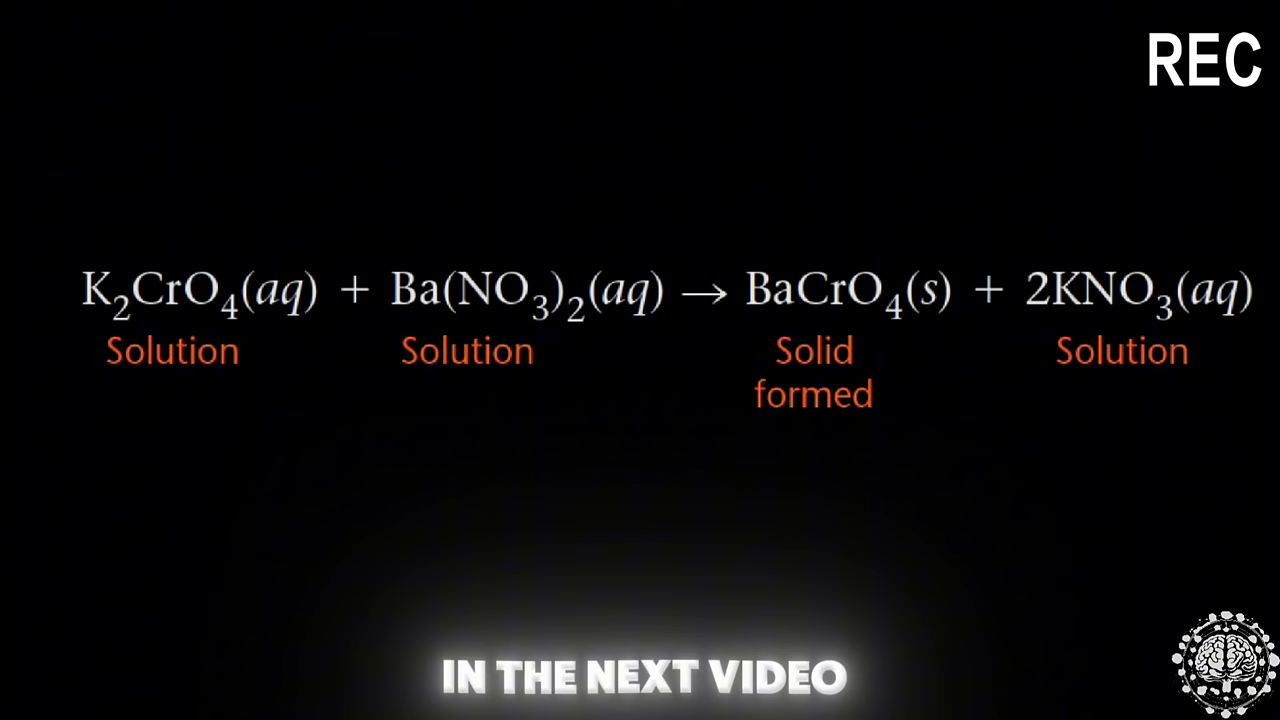 REC
K₂CrO₄(aq) + Ba(NO₃)₂(aq) → BaCrO₄(s) + 2KNO₃(aq)
Solution Solution Solid formed Solution
IN THE NEXT VIDEO